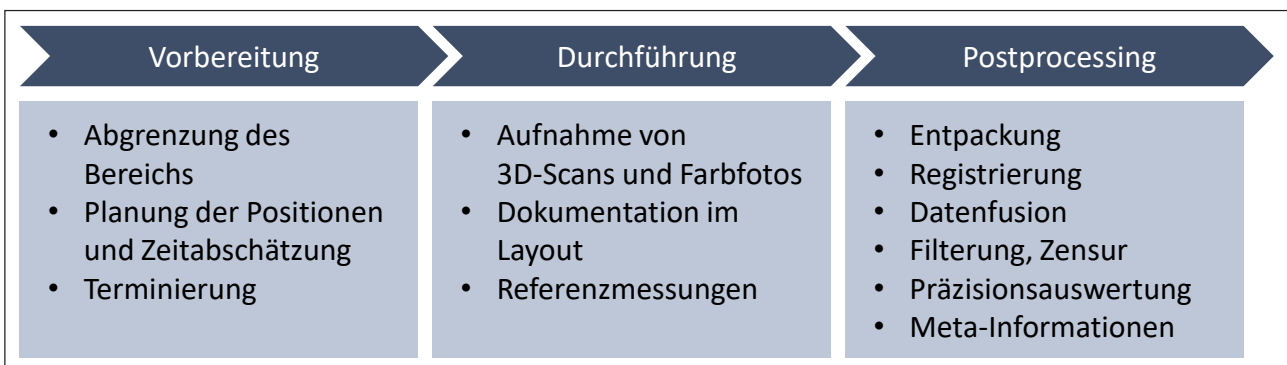 Vorbereitung
• Abgrenzung des
Bereichs
• Planung der Positionen
und Zeitabschätzung
• Terminierung
Durchführung
• Aufnahme von
3D-Scans und Farbfotos
• Dokumentation im
Layout
• Referenzmessungen
Postprocessing
• Entpackung
• Registrierung
• Datenfusion
• Filterung, Zensur
• Präzisionsauswertung
• Meta-Informationen